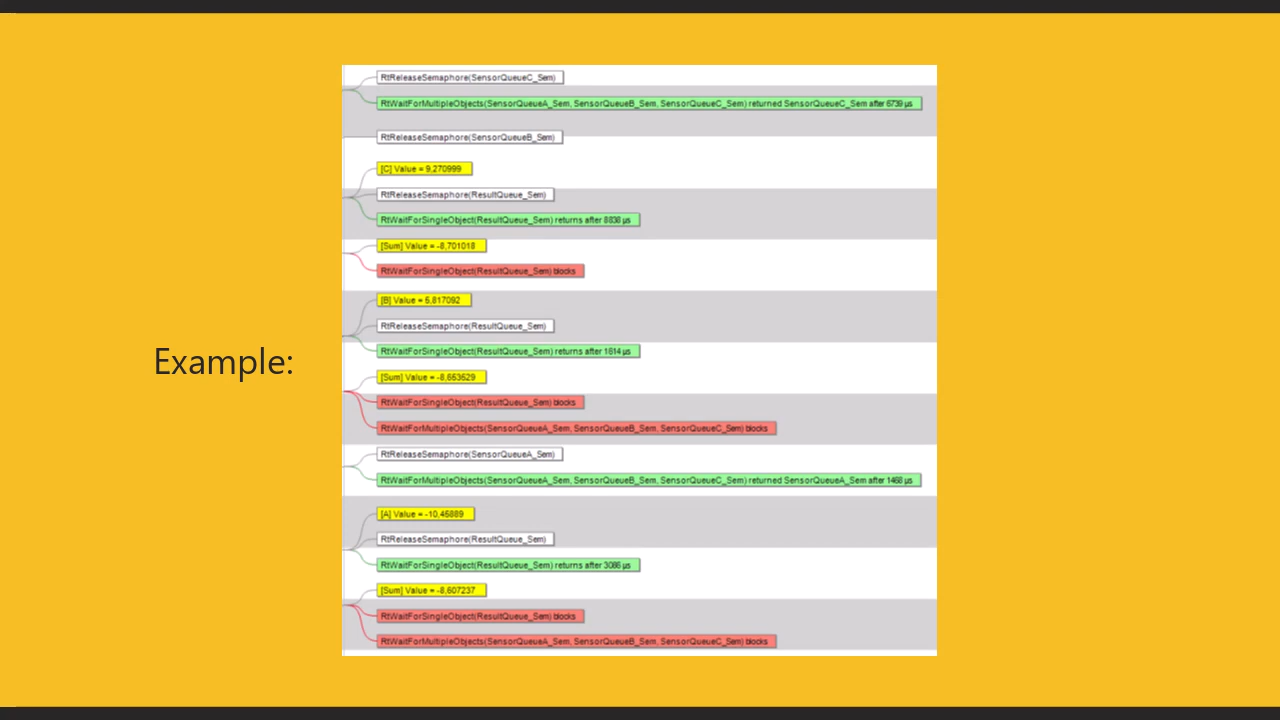 RtReleaseSemaphore(SensorQueueC_Sem)
RtWaitForMultipleObjects(SensorQueueA_Sem, SensorQueueB_Sem, SensorQueueC_Sem) returned SensorQueueC_Sem after 6739 µs
RtReleaseSemaphore(SensorQueueB_Sem)
[C] Value = 9,270999
RtReleaseSemaphore(ResultQueue_Sem)
RtWaitForSingleObject(ResultQueue_Sem) returns after 8838 µs
[Sum] Value = -8,701018
RtWaitForSingleObject(ResultQueue_Sem) blocks
[B] Value = 5,817092
RtReleaseSemaphore(ResultQueue_Sem)
RtWaitForSingleObject(ResultQueue_Sem) returns after 1614 µs
Example:
[Sum] Value = -8,653529
RtWaitForSingleObject(ResultQueue_Sem) blocks
RtWaitForMultipleObjects(SensorQueueA_Sem, SensorQueueB_Sem, SensorQueueC_Sem) blocks
RtReleaseSemaphore(SensorQueueA_Sem)
RtWaitForMultipleObjects(SensorQueueA_Sem, SensorQueueB_Sem, SensorQueueC_Sem) returned SensorQueueA_Sem after 1468 µs
[A] Value = -10,45889
RtReleaseSemaphore(ResultQueue_Sem)
RtWaitForSingleObject(ResultQueue_Sem) returns after 3086 µs
[Sum] Value = -8,607237
RtWaitForSingleObject(ResultQueue_Sem) blocks
RtWaitForMultipleObjects(SensorQueueA_Sem, SensorQueueB_Sem, SensorQueueC_Sem) blocks